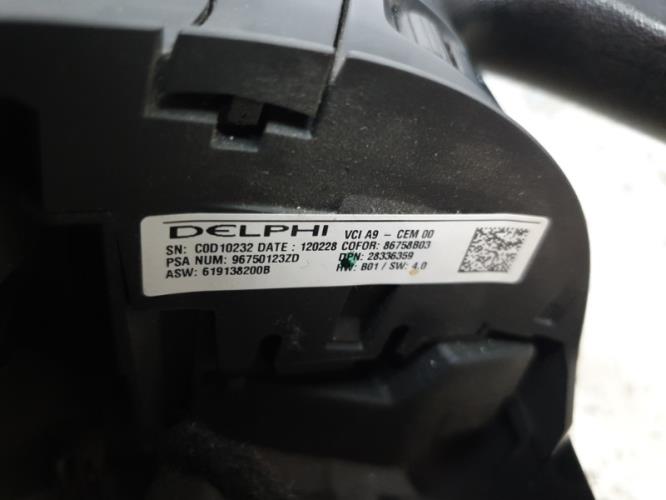 DELPHI VCI A9 - CEM 00
SN: C0D10232 DATE : 120228 COFOR: 86758B03
PSA NUM: 96750123ZD DPN: 28336359
ASW: 619138200B HW: B01 / SW: 4.0